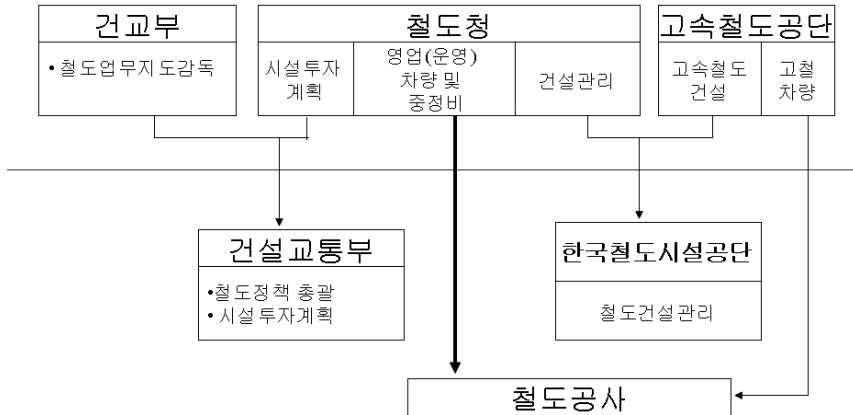 건교부
• 철도업무지도감독
철도청
시설투자
계획
영업(운영)
차량 및
중정비
건설관리
고속철도공단
고속철도
건설
고철
차량
건설교통부
•철도정책 총괄
• 시설투자계획
한국철도시설공단
철도건설관리
철도공사